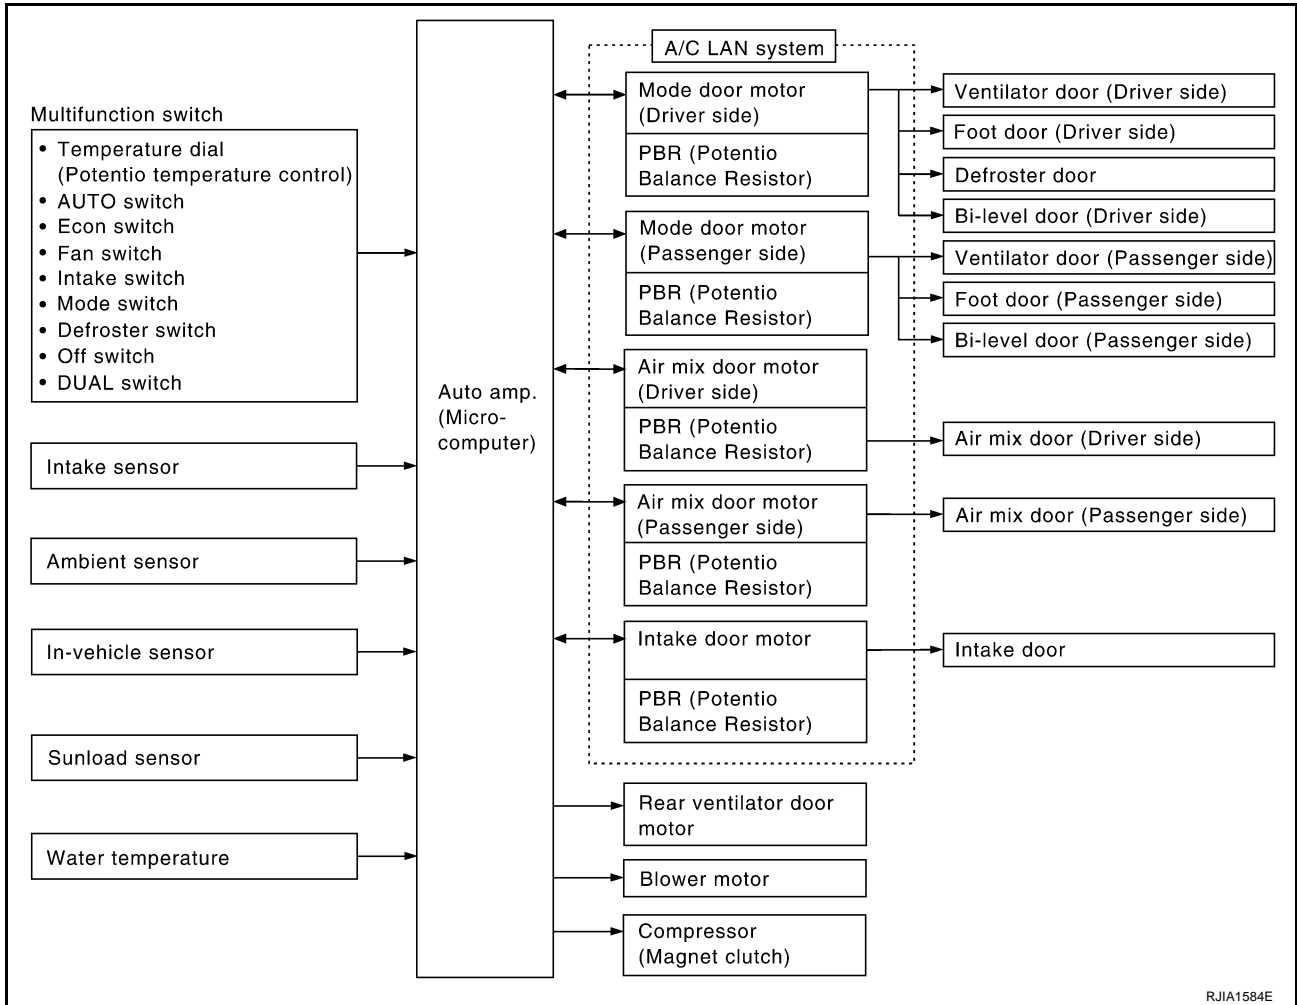 Multifunction switch
• Temperature dial
(Potentio temperature control)
• AUTO switch
• Econ switch
• Fan switch
• Intake switch
• Mode switch
• Defroster switch
• Off switch
• DUAL switch
Intake sensor
Ambient sensor
In-vehicle sensor
Sunload sensor
Water temperature
Auto amp.
(Micro-
computer)
A/C LAN system
Mode door motor
(Driver side)
PBR (Potentio
Balance Resistor)
Mode door motor
(Passenger side)
PBR (Potentio
Balance Resistor)
Air mix door motor
(Driver side)
PBR (Potentio
Balance Resistor)
Air mix door motor
(Passenger side)
PBR (Potentio
Balance Resistor)
Intake door motor
PBR (Potentio
Balance Resistor)
Rear ventilator door
motor
Blower motor
Compressor
(Magnet clutch)
Ventilator door (Driver side)
Foot door (Driver side)
Defroster door
Bi-level door (Driver side)
Ventilator door (Passenger side)
Foot door (Passenger side)
Bi-level door (Passenger side)
Air mix door (Driver side)
Air mix door (Passenger side)
Intake door
RJIA1584E